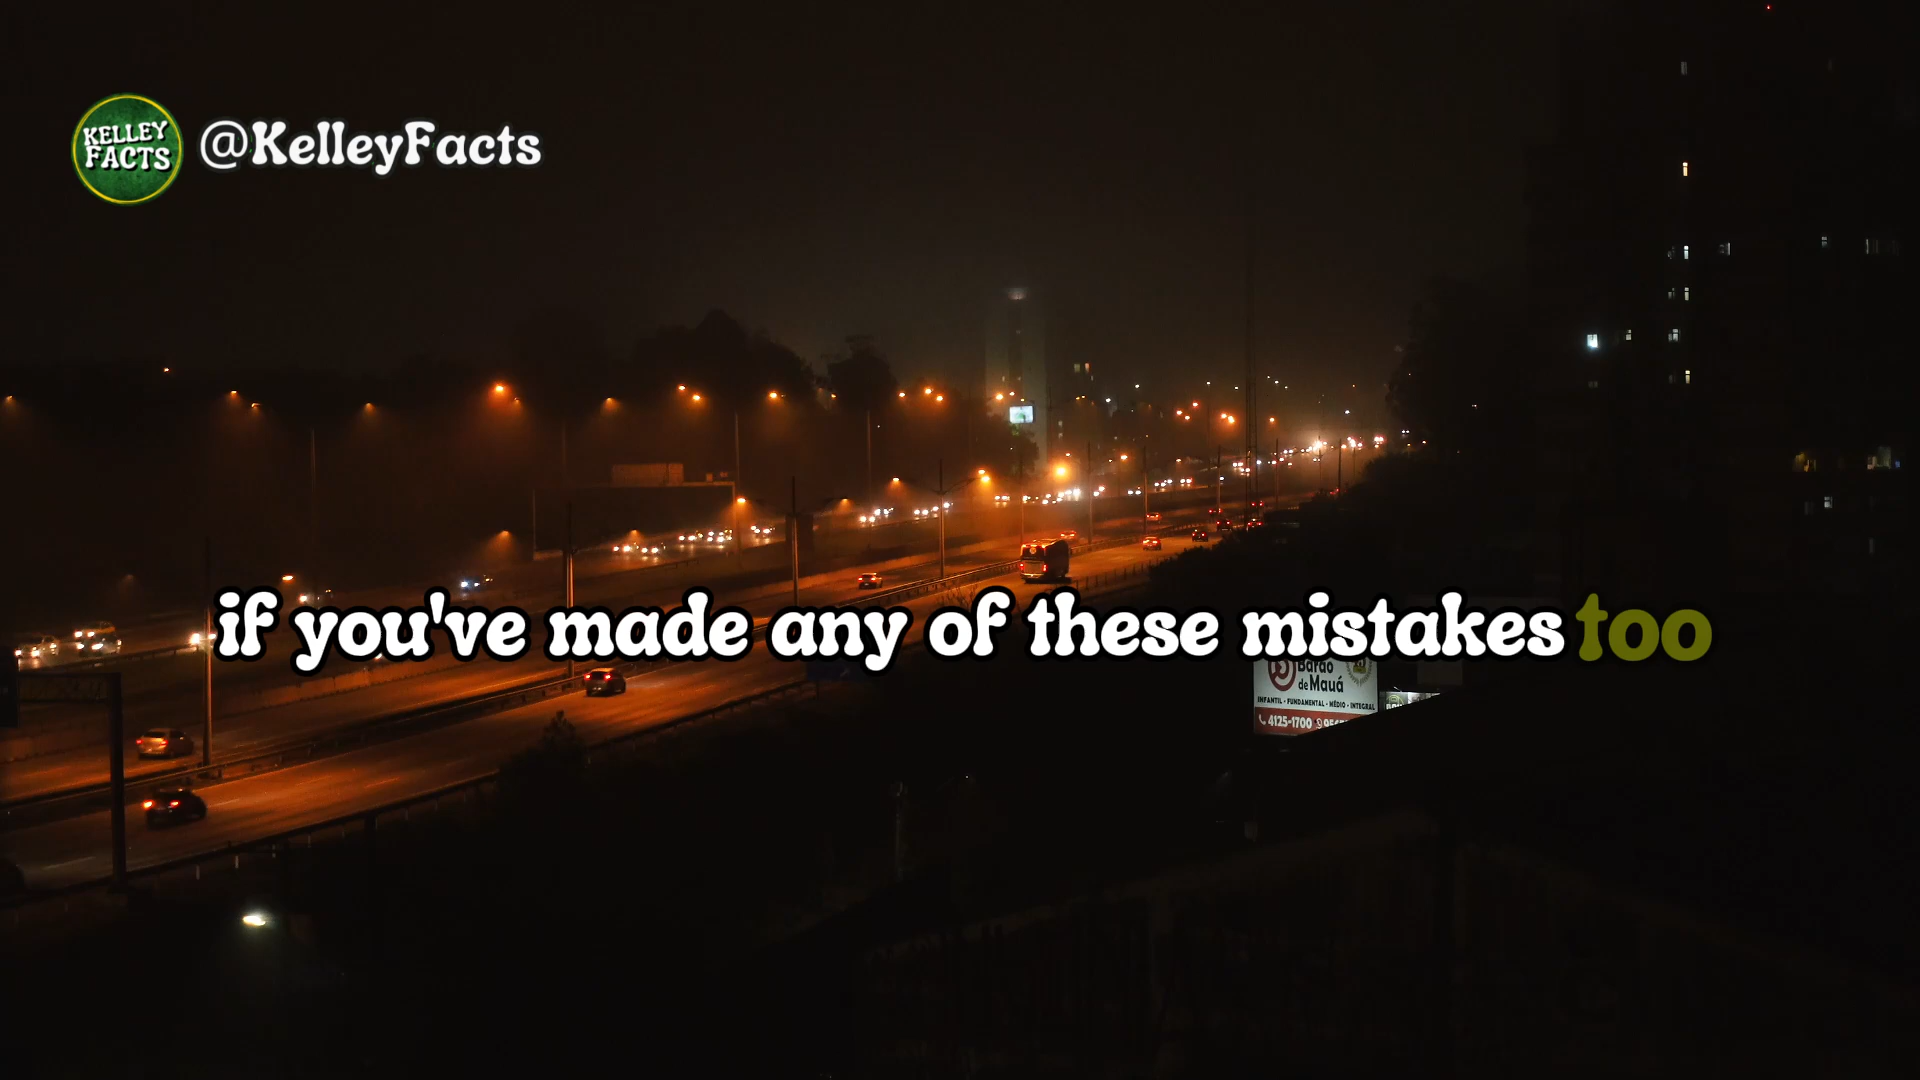 KELLEY
FACTS
@KelleyFacts
if you've made any of these mistakes too
Barão
de Mauá
INFANTIL • FUNDAMENTAL • MÉDIO • INTEGRAL
4125-1700